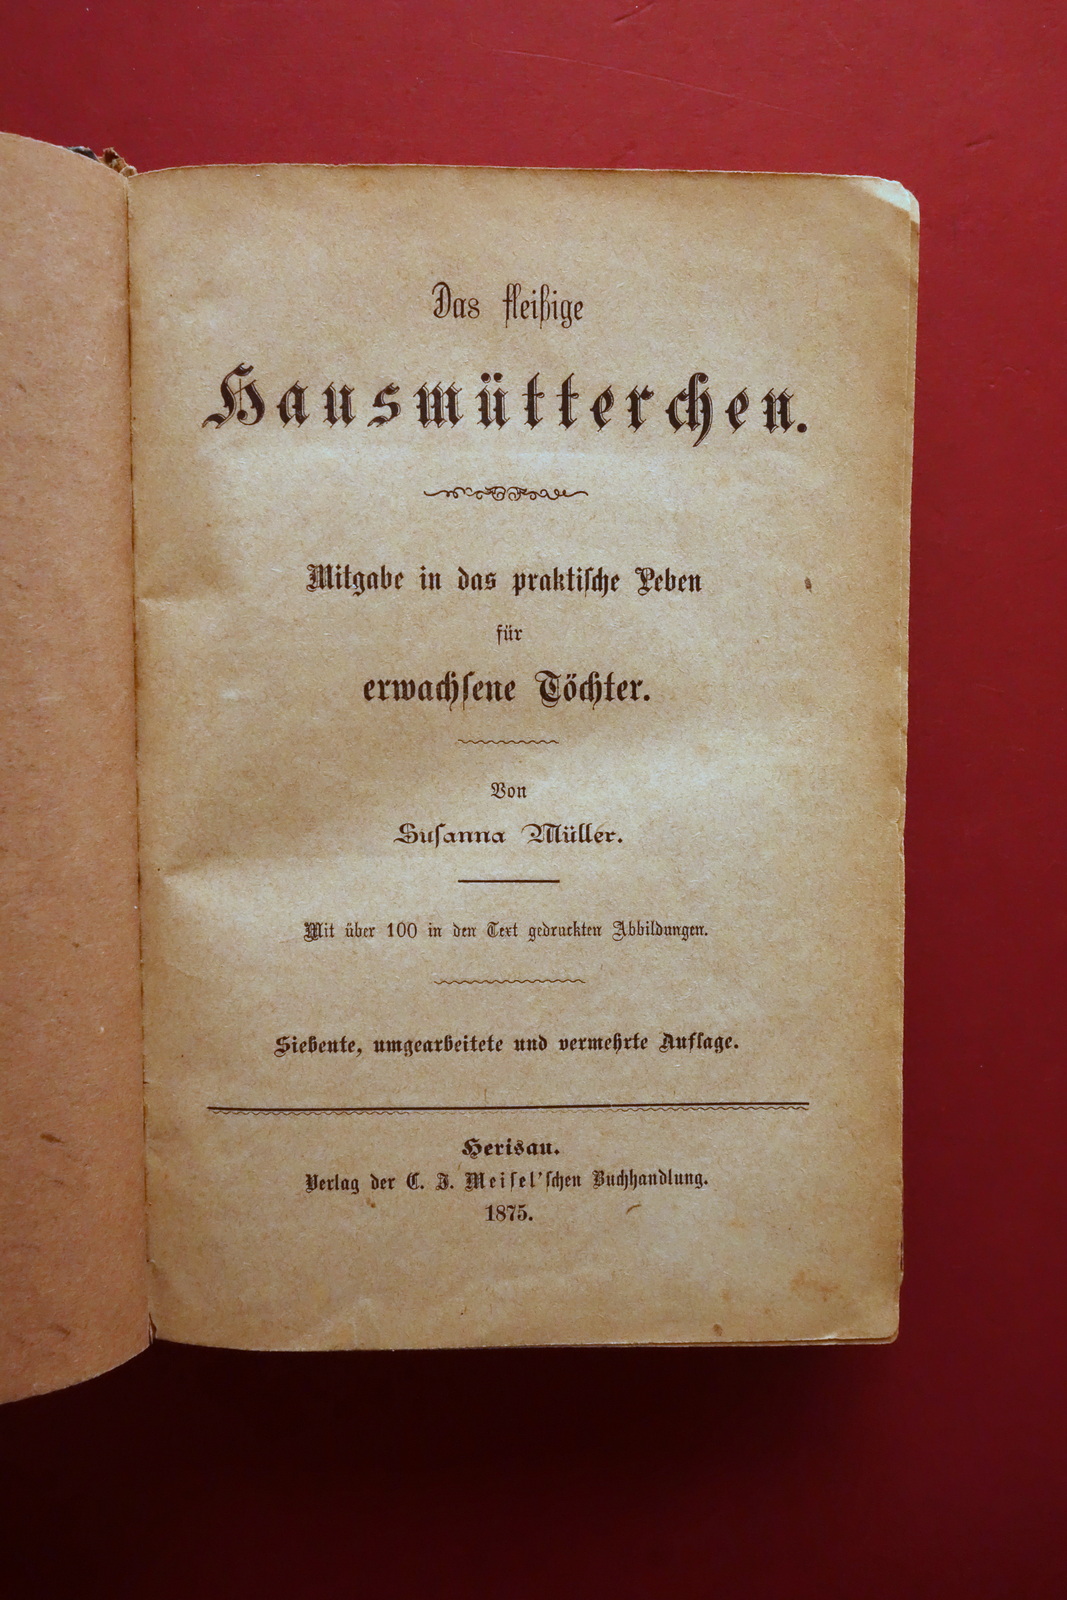 Das fleißige
Hausmütterchen.
Mitgabe in das praktiſche Leben
für
erwachſene Töchter.
Von
Suſanna Müller.
Mit über 100 in den Text gedruckten Abbildungen.
Siebente, umgearbeitete und vermehrte Auflage.
Herisau.
Verlag der C. J. Meiſel'ſchen Buchhandlung.
1875.